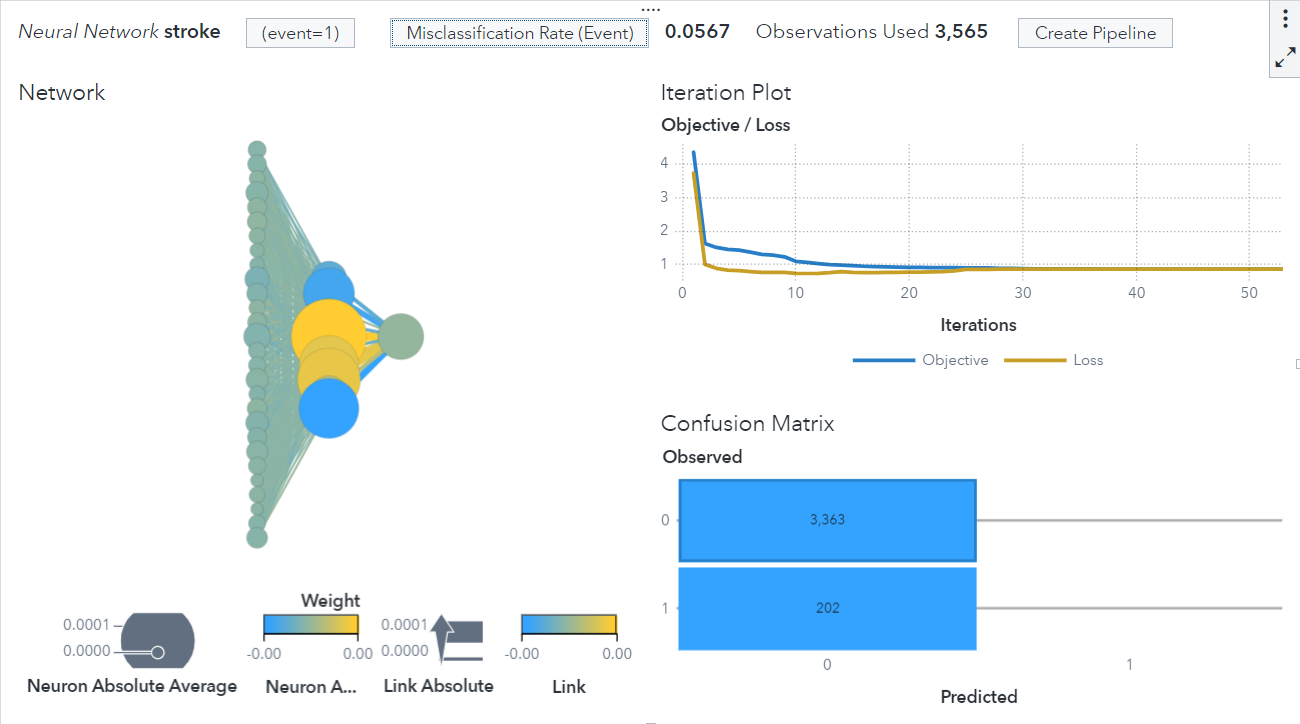 Neural Network stroke (event=1) Misclassification Rate (Event) 0.0567 Observations Used 3,565 Create Pipeline
Network
0.0001
0.0000
Neuron Absolute Average
Weight
-0.00 0.00
Neuron A...
0.0001
0.0000
Link Absolute
-0.00 0.00
Link
Iteration Plot
Objective / Loss
4
3
2
1
0 10 20 30 40 50
Iterations
Objective Loss
Confusion Matrix
Observed
0 3,363
1 202
0 1
Predicted